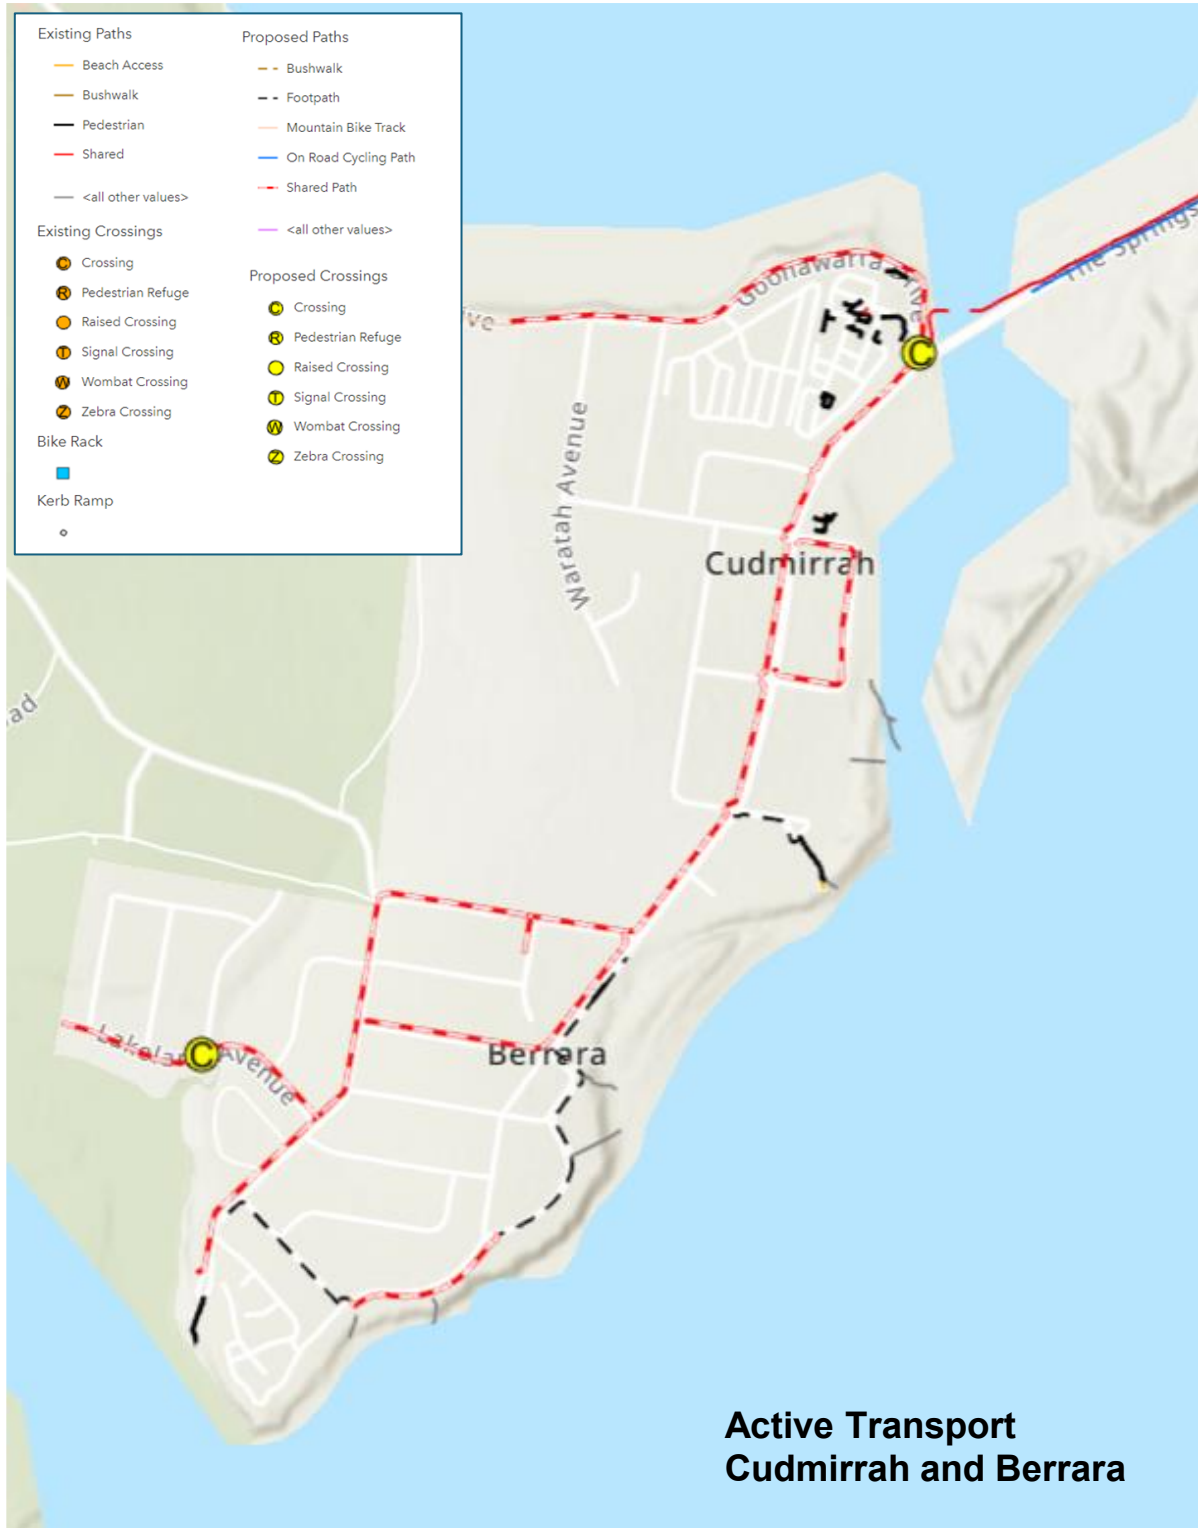 Existing Paths
Beach Access
Bushwalk
Pedestrian
Shared
<all other values>
Existing Crossings
C Crossing
R Pedestrian Refuge
Raised Crossing
T Signal Crossing
W Wombat Crossing
Z Zebra Crossing
Bike Rack
Kerb Ramp
Proposed Paths
Bushwalk
Footpath
Mountain Bike Track
On Road Cycling Path
Shared Path
<all other values>
Proposed Crossings
C Crossing
R Pedestrian Refuge
Raised Crossing
T Signal Crossing
W Wombat Crossing
Z Zebra Crossing
The Springs
ive
Goonawarra Drive
C
Waratah Avenue
Cudmirrah
ad
C
Avenue
Berrara
Active Transport
Cudmirrah and Berrara